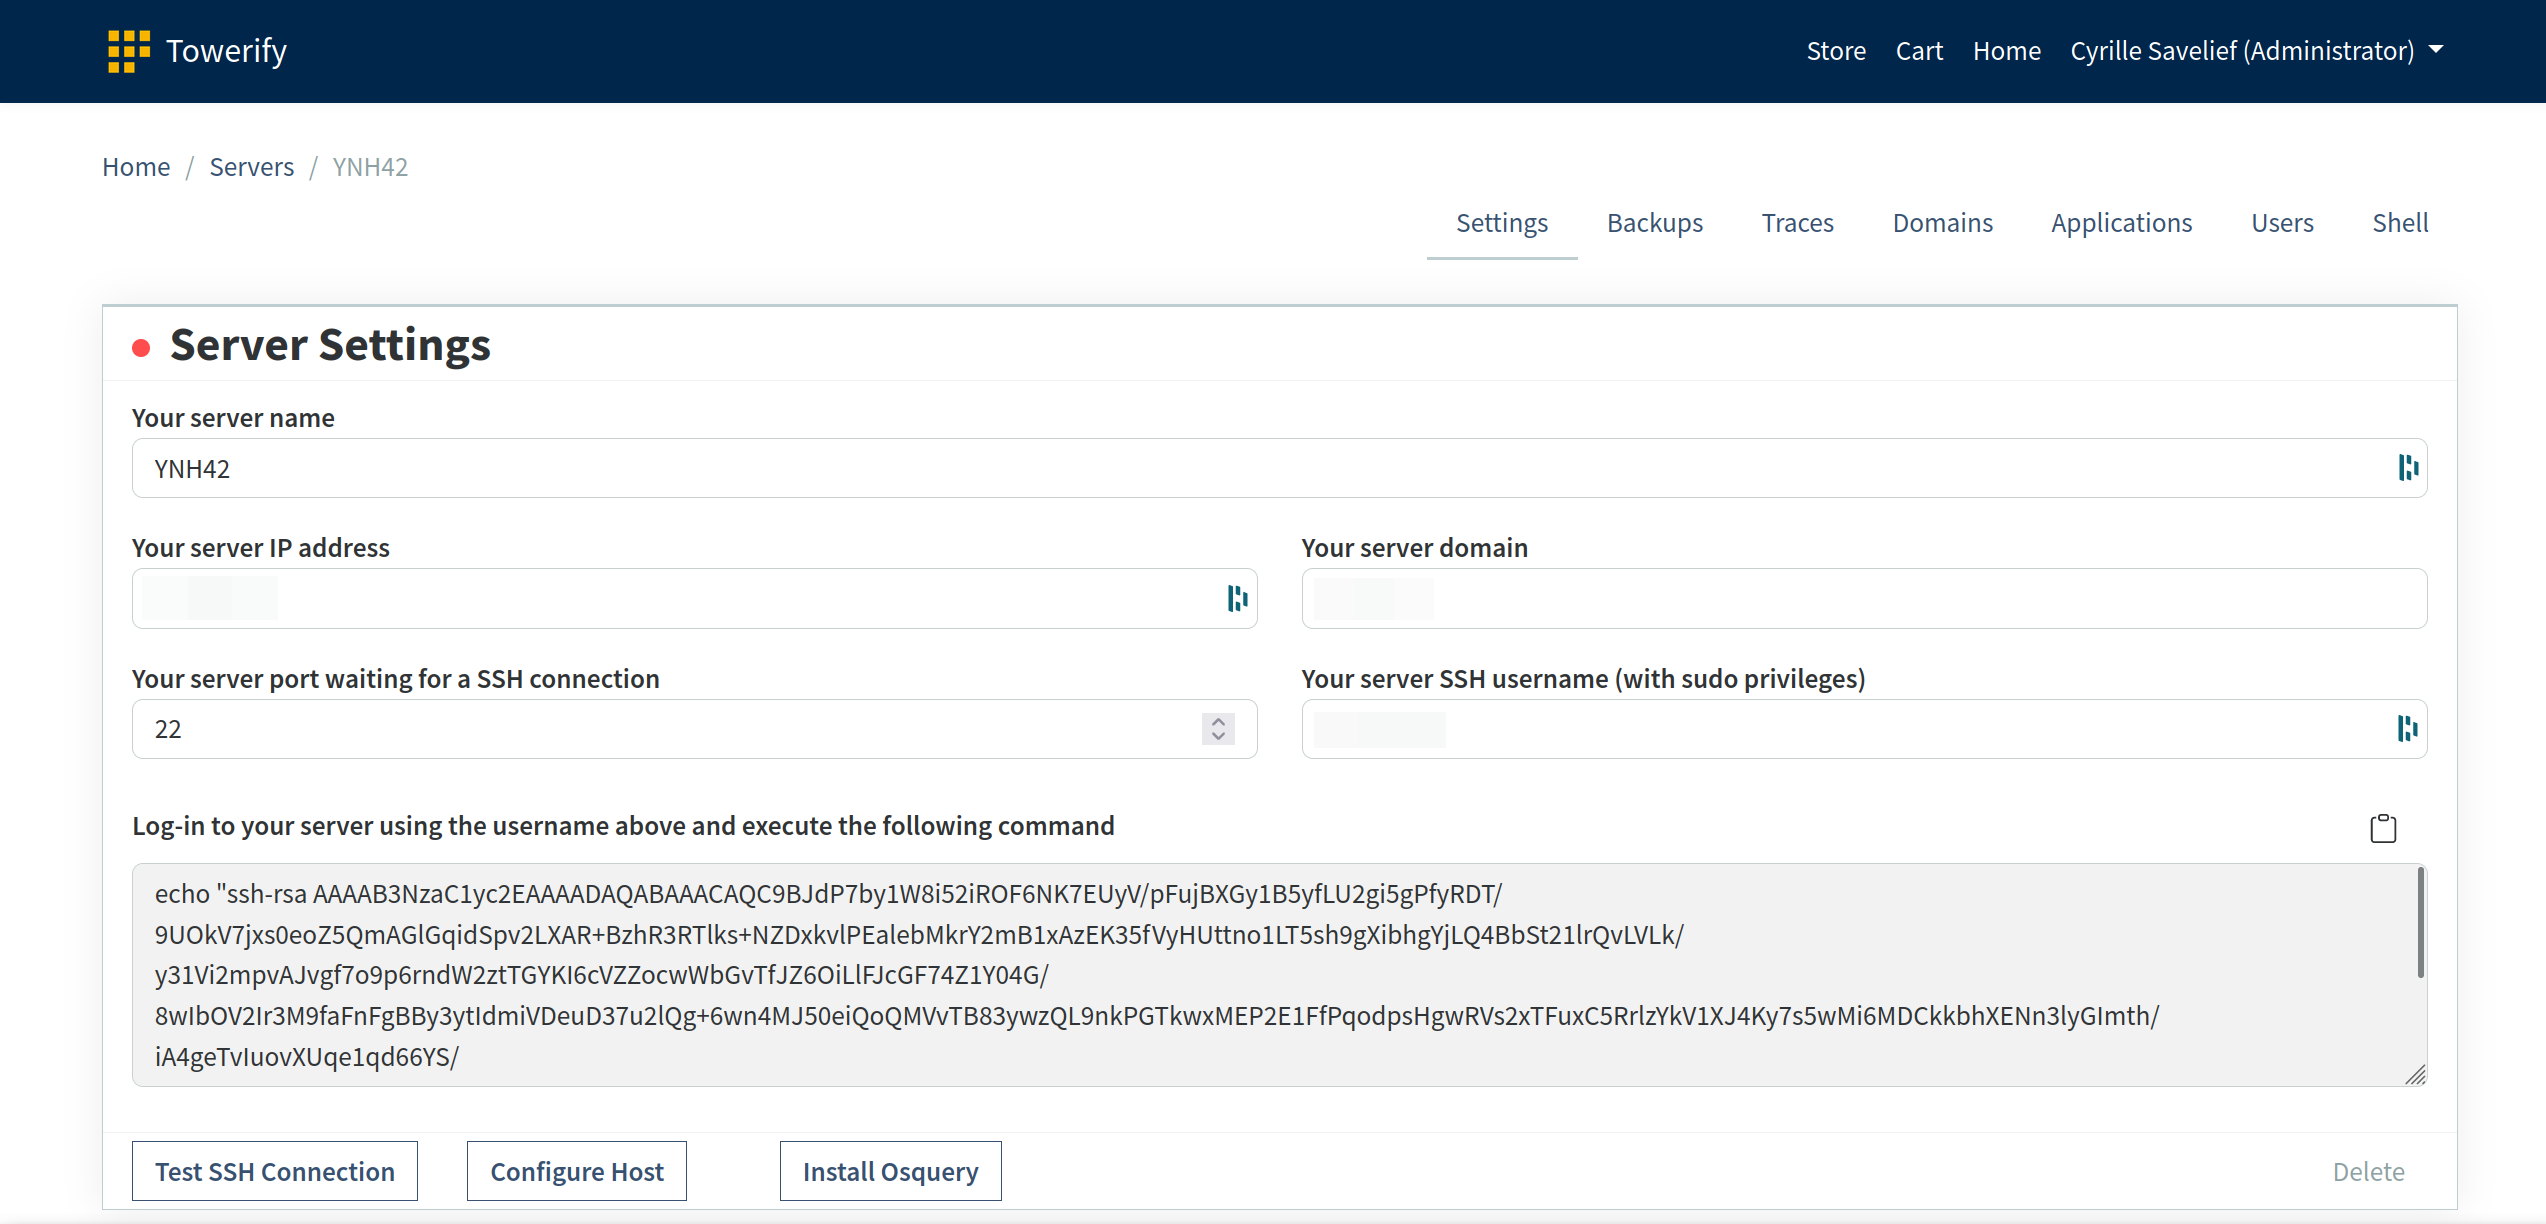 Towerify
Store Cart Home Cyrille Savelief (Administrator)
Home / Servers / YNH42
Settings Backups Traces Domains Applications Users Shell
Server Settings
Your server name
YNH42
Your server IP address
Your server domain
Your server port waiting for a SSH connection
22
Your server SSH username (with sudo privileges)
Log-in to your server using the username above and execute the following command
echo "ssh-rsa AAAAB3NzaC1yc2EAAAADAQABAAACAQC9BJdP7by1W8i52iROF6NK7EUyV/pFujBXGy1B5yfLU2gi5gPfyRDT/
9UOkV7jxs0eoZ5QmAGlGqidSpv2LXAR+BzhR3RTlks+NZDxkvlPEalebMkrY2mB1xAzEK35fVyHUttno1LT5sh9gXibhgYjLQ4BbSt21lrQvLVLk/
y31Vi2mpvAJvgf7o9p6rndW2ztTGYKI6cVZZocwWbGvTfJZ6OiLlFJcGF74Z1Y04G/
8wIbOV2Ir3M9faFnFgBBy3ytIdmiVDeuD37u2lQg+6wn4MJ50eiQoQMVvTB83ywzQL9nkPGTkwxMEP2E1FfPqodpsHgwRVs2xTFuxC5RrlzYkV1XJ4Ky7s5wMi6MDCkkbhXENn3lyGImth/
iA4geTvIuovXUqe1qd66YS/
Test SSH Connection Configure Host Install Osquery Delete